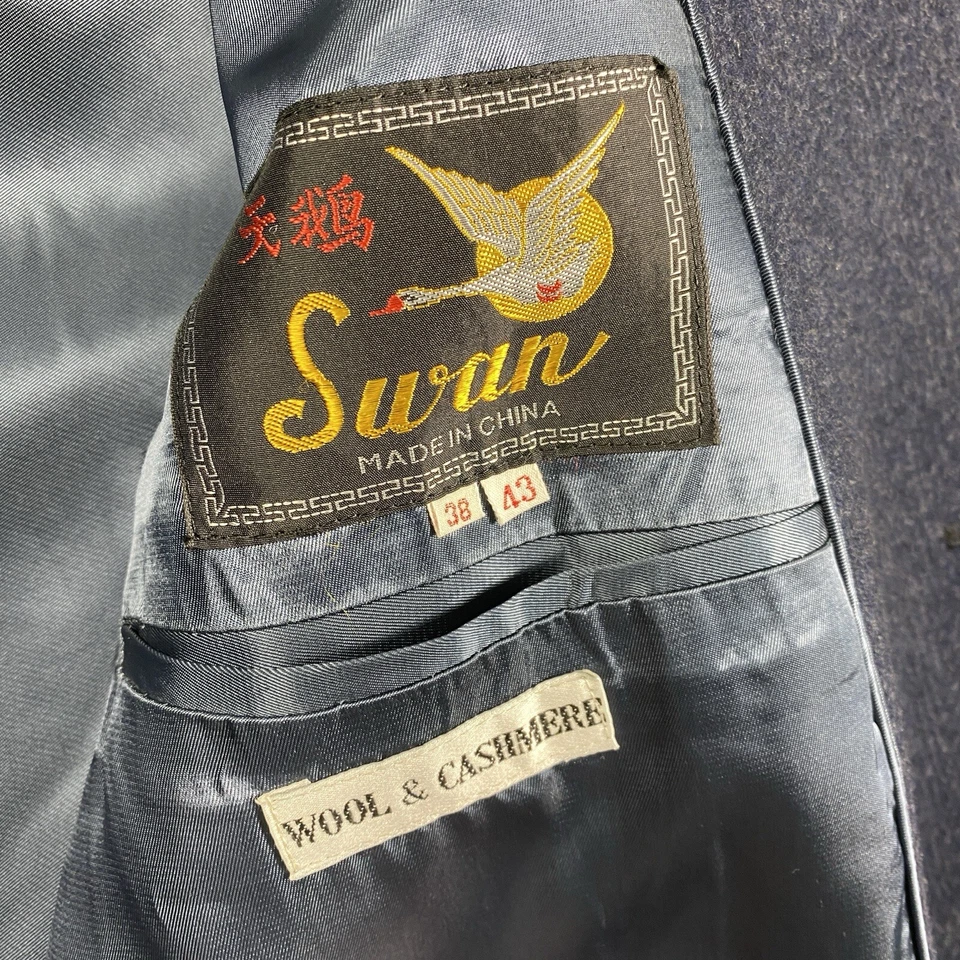 天鵝
Swan
MADE IN CHINA
38 43
WOOL & CASHMERE